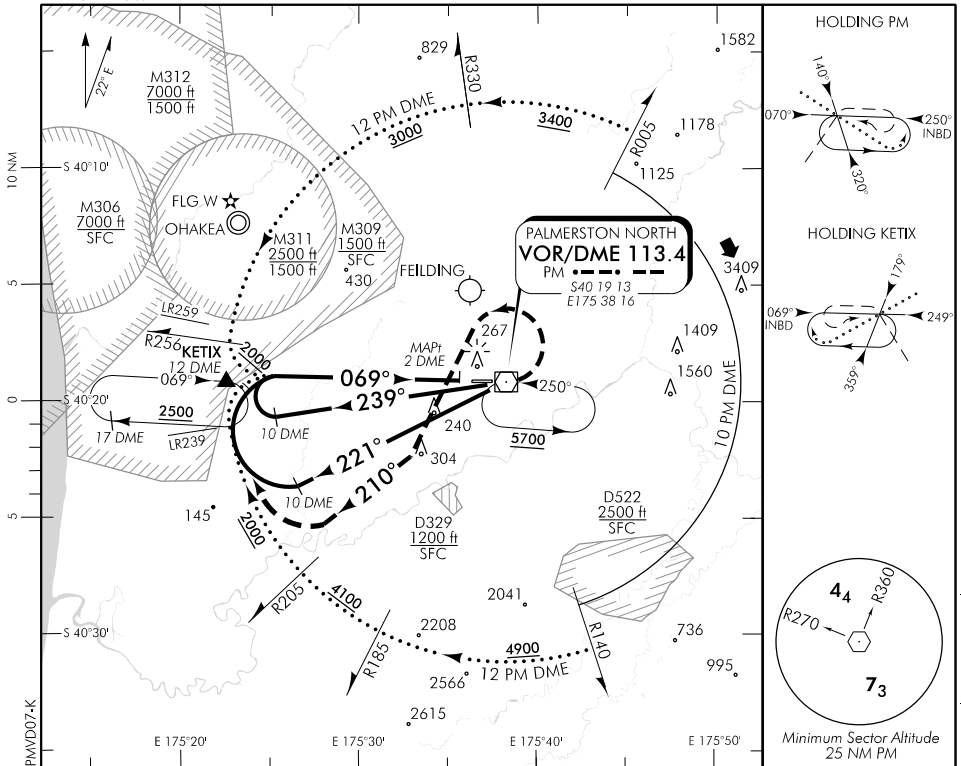 22° E
M312
7000 ft
1500 ft
829
R330
1582
12 PM DME
3000
3400
R005
1178
1125
10 NM
S 40°10'
M306
7000 ft
SFC
FLG W
OHAKEA
M311
2500 ft
1500 ft
M309
1500 ft
SFC
430
FEILDING
PALMERSTON NORTH
VOR/DME 113.4
PM
S40 19 13
E175 38 16
3409
5
LR259
R256
KETIX
12 DME
2000
MAPt
2 DME
267
1409
1560
069°
069°
239°
250°
0
S 40°20'
2500
17 DME
LR239
10 DME
240
5700
10 PM DME
221°
304
10 DME
210°
145
2000
D329
1200 ft
SFC
D522
2500 ft
SFC
5
R205
4100
2041
R185
2208
4900
12 PM DME
R140
736
995
S 40°30'
2566
2615
PMVD07-K
E 175°20'
E 175°30'
E 175°40'
E 175°50'
HOLDING PM
140°
070°
250°
INBD
320°
HOLDING KETIX
179°
069°
INBD
249°
359°
44
R360
R270
73
Minimum Sector Altitude
25 NM PM